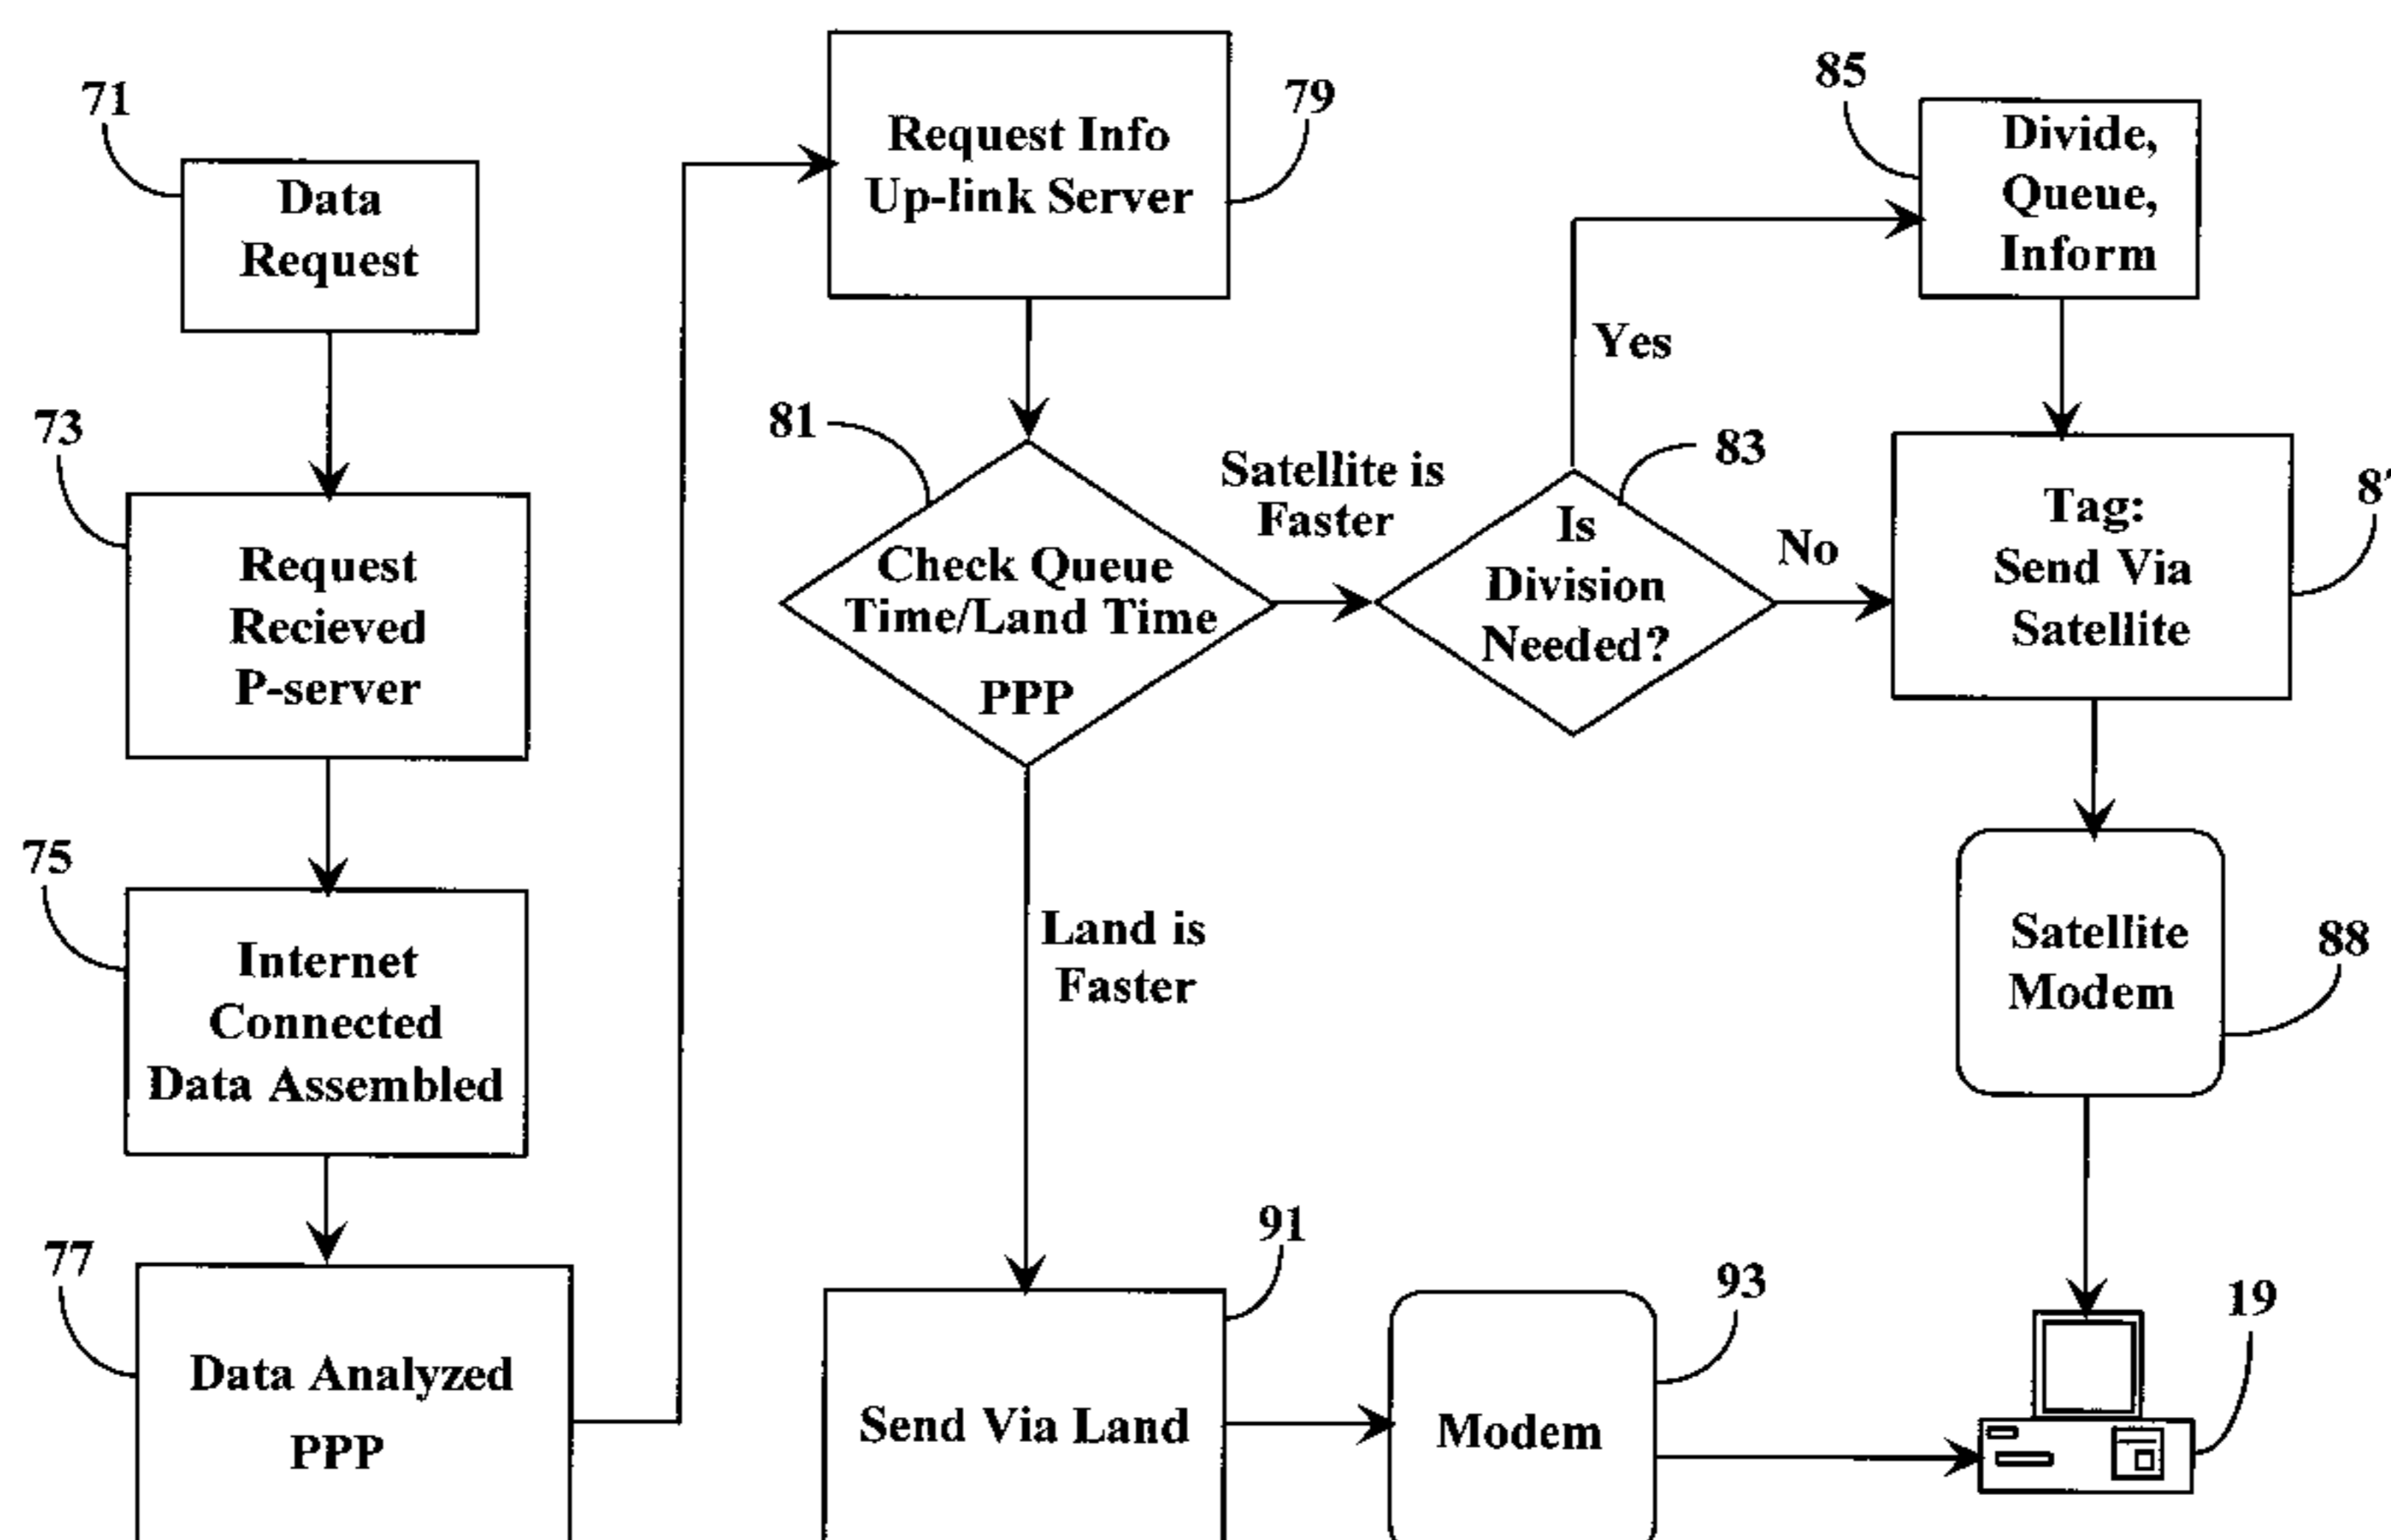 71
Data
Request
73
Request
Recieved
P-server
75
Internet
Connected
Data Assembled
77
Data Analyzed
PPP
79
Request Info
Up-link Server
81
Check Queue
Time/Land Time
PPP
Satellite is
Faster
Land is
Faster
83
Is
Division
Needed?
Yes
No
85
Divide,
Queue,
Inform
Tag:
Send Via
Satellite
88
Satellite
Modem
91
Send Via Land
93
Modem
19